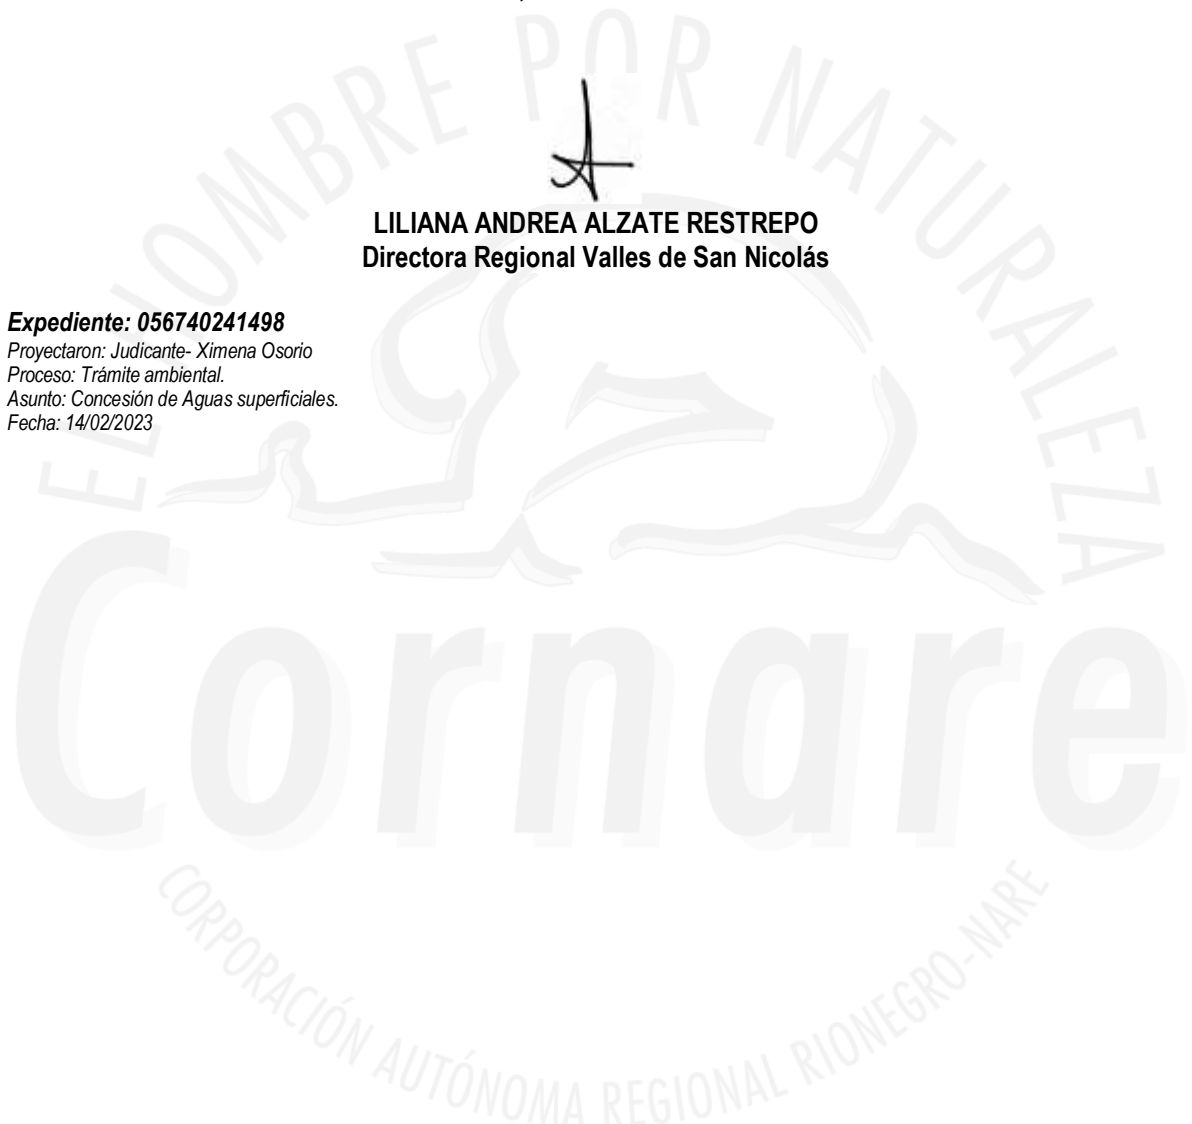 LILIANA ANDREA ALZATE RESTREPO
Directora Regional Valles de San Nicolás
Expediente: 056740241498
Proyectaron: Judicante- Ximena Osorio
Proceso: Trámite ambiental.
Asunto: Concesión de Aguas superficiales.
Fecha: 14/02/2023
EL HOMBRE POR NATURALEZA
Cornare
CORPORACIÓN AUTÓNOMA REGIONAL RIONEGRO-NARE